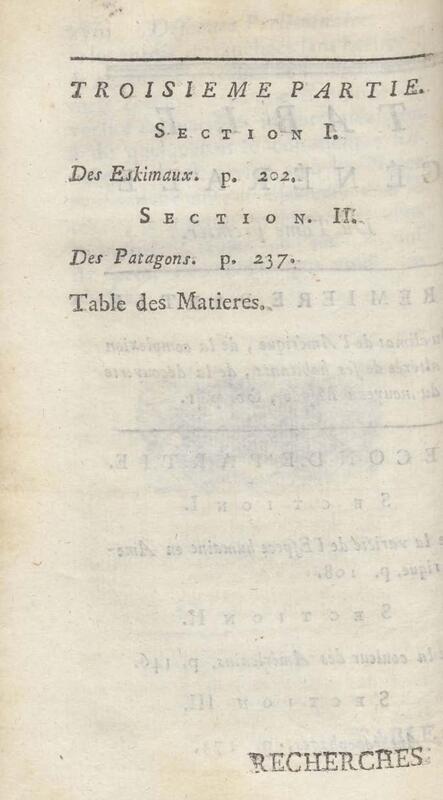 TROISIEME PARTIE.
SECTION I.
Des Eskimaux. p. 202.
SECTION. II.
Des Patagons. p. 237.
Table des Matieres.
RECHERCHES